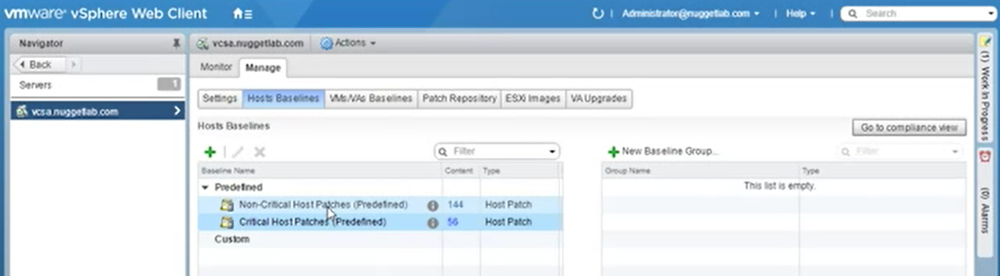 vmware® vSphere Web Client
Administrator@nuggetlab.com
Help
Search
Navigator
Back
Servers
1
vcsa.nuggetlab.com
vcsa.nuggetlab.com
Actions
Monitor
Manage
Settings
Hosts Baselines
VMs/VAs Baselines
Patch Repository
ESXi Images
VA Upgrades
Hosts Baselines
Go to compliance view
Filter
Baseline Name
Content
Type
Predefined
Non-Critical Host Patches (Predefined)
144
Host Patch
Critical Host Patches (Predefined)
56
Host Patch
Custom
New Baseline Group...
Filter
Group Name
Type
This list is empty.
(1) Work In Progress
(0) Alarms